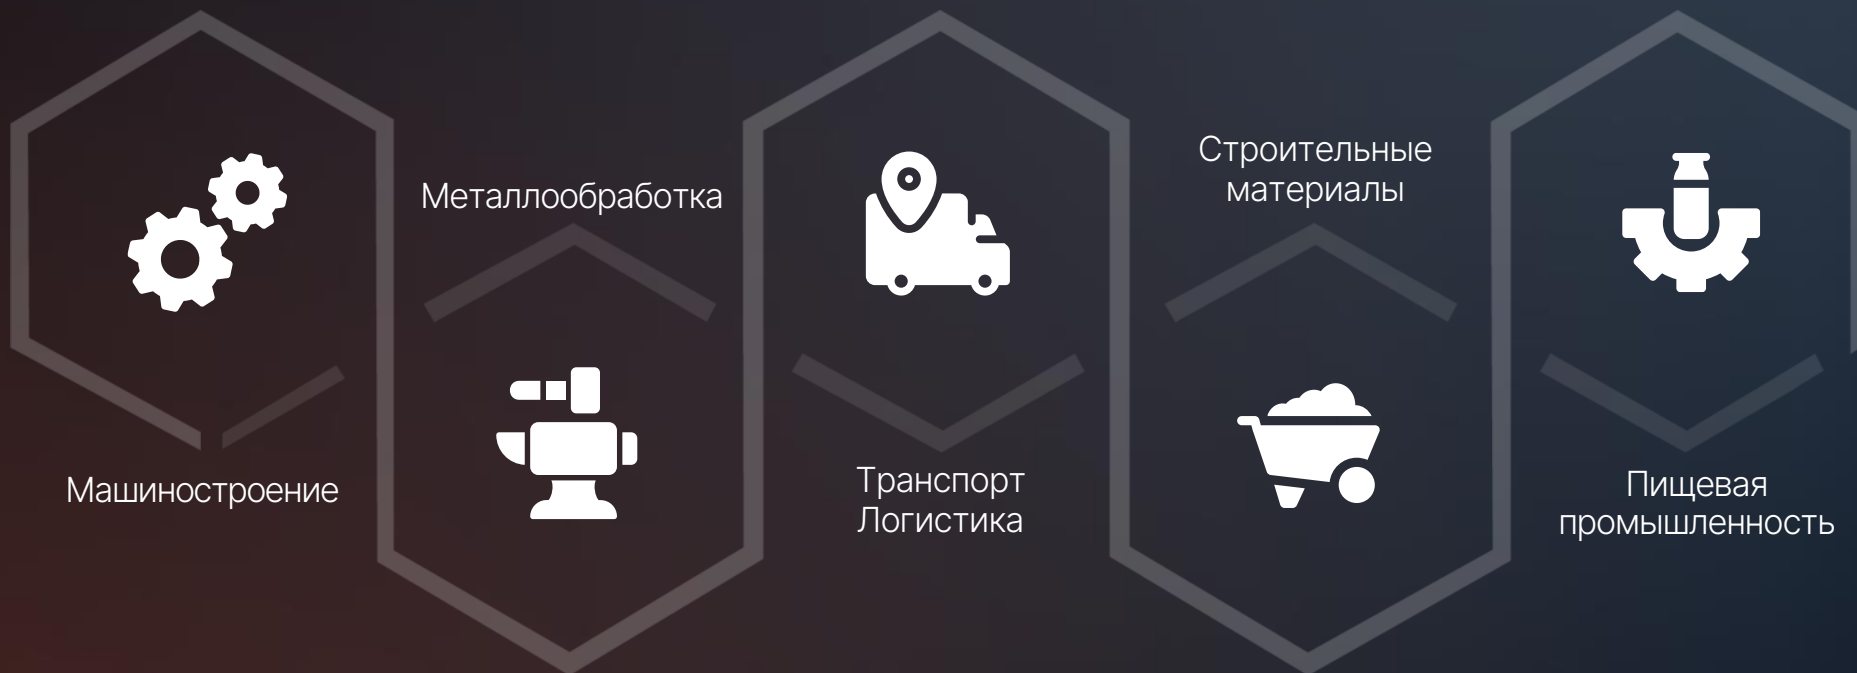 Машиностроение
Металлообработка
Транспорт
Логистика
Строительные
материалы
Пищевая
промышленность